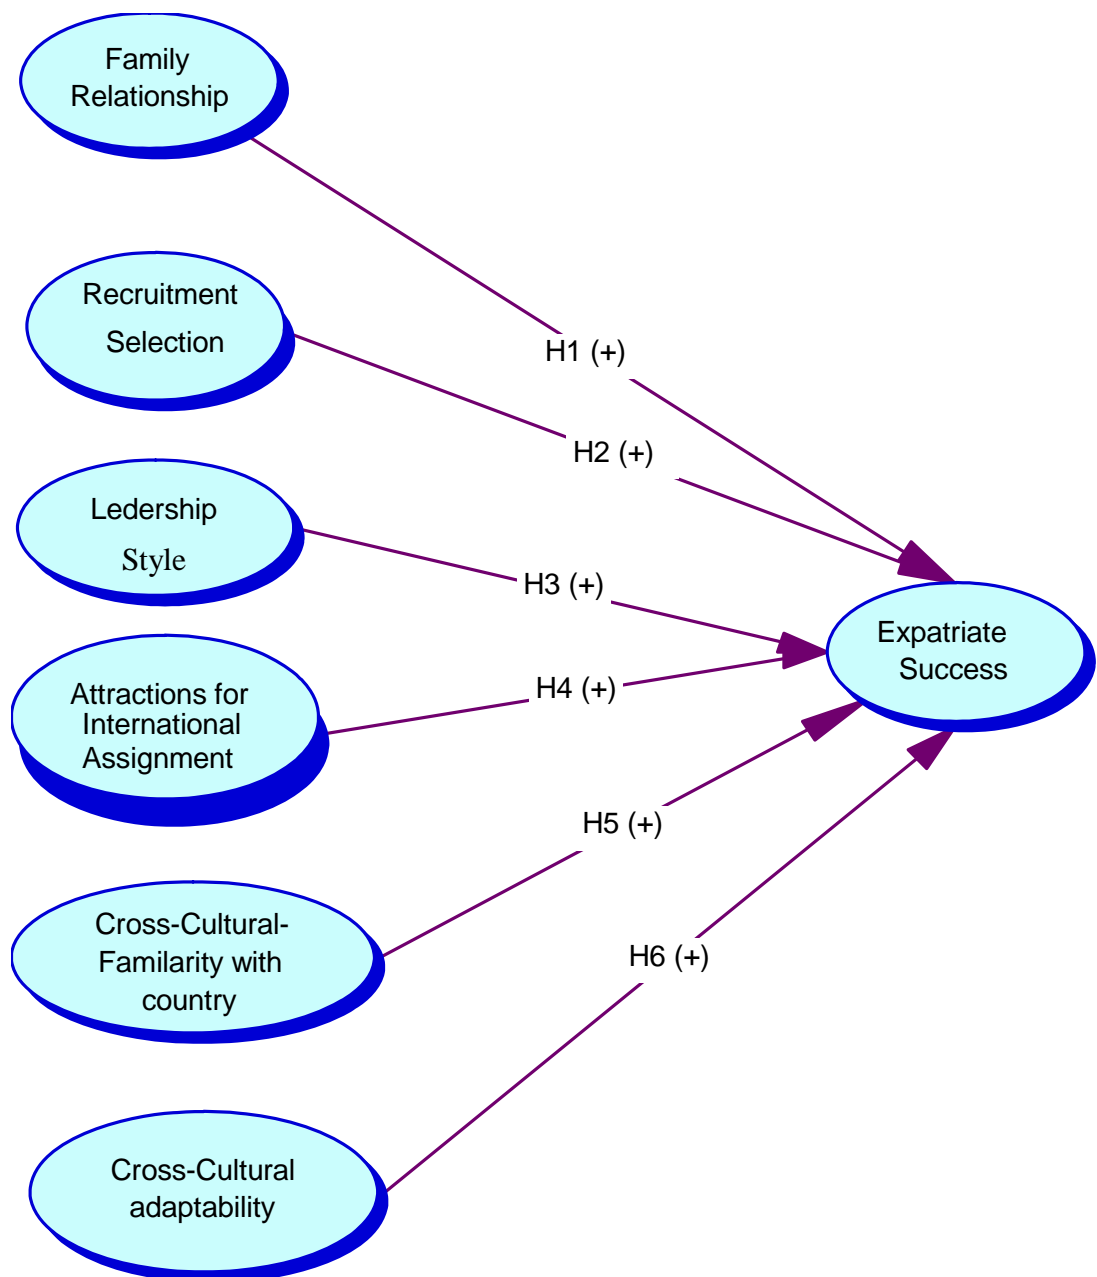 Family
Relationship
Recruitment
Selection
H1 (+)
H2 (+)
Ledership
Style
H3 (+)
Expatriate
Success
Attractions for
International
Assignment
H4 (+)
H5 (+)
Cross-Cultural-
Familarity with
country
H6 (+)
Cross-Cultural
adaptability